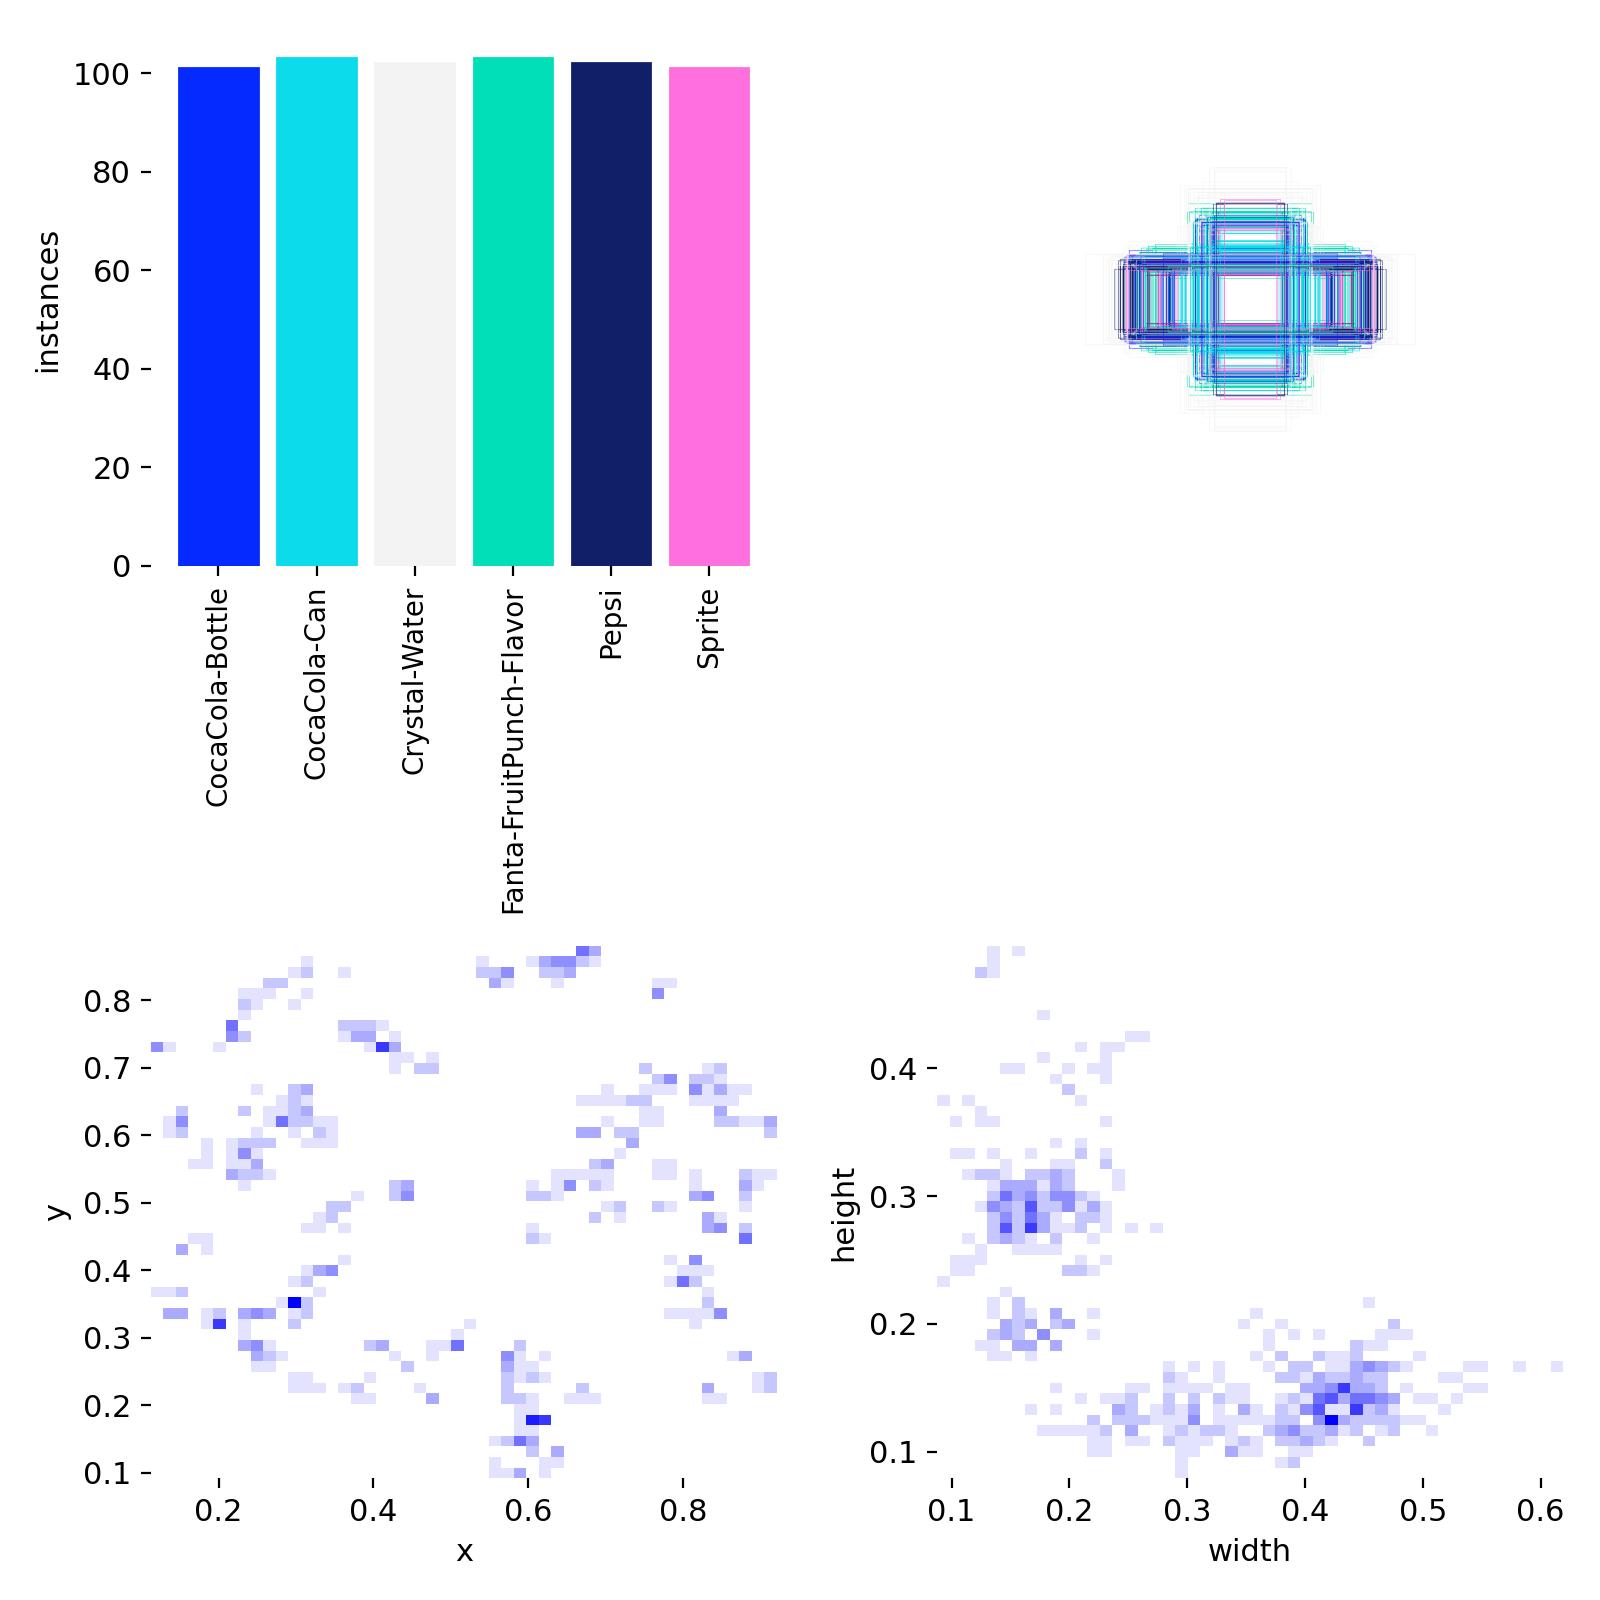 100
80
60
40
20
0
instances
CocaCola-Bottle
CocaCola-Can
Crystal-Water
Fanta-FruitPunch-Flavor
Pepsi
Sprite
0.8
0.7
0.6
0.5
0.4
0.3
0.2
0.1
y
0.2 0.4 0.6 0.8
x
0.4
0.3
0.2
0.1
height
0.1 0.2 0.3 0.4 0.5 0.6
width